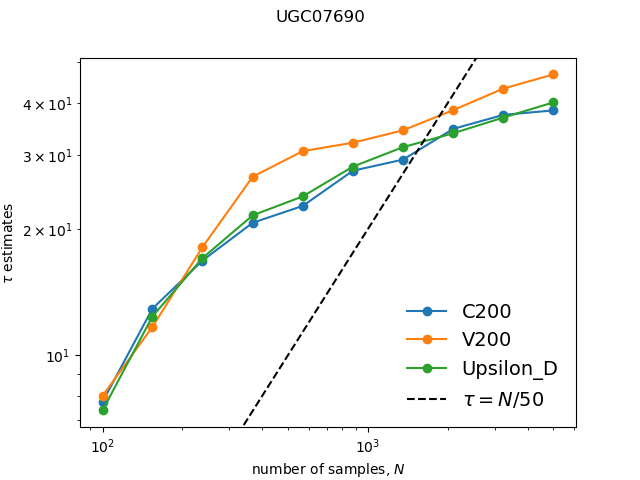 UGC07690
τ estimates
4 × 10¹
3 × 10¹
2 × 10¹
10¹
C200
V200
Upsilon_D
τ = N/50
10² 10³
number of samples, N